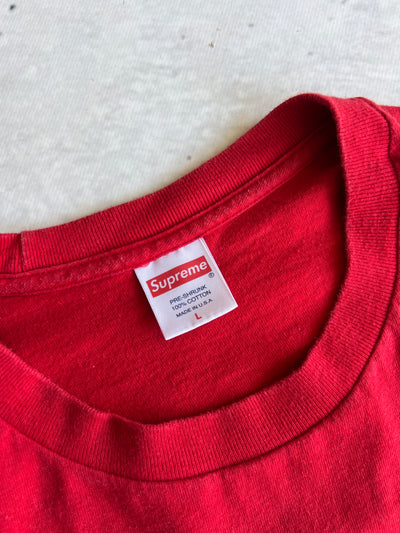 Supreme
®
PRE-SHRUNK
100% COTTON
MADE IN U.S.A
L